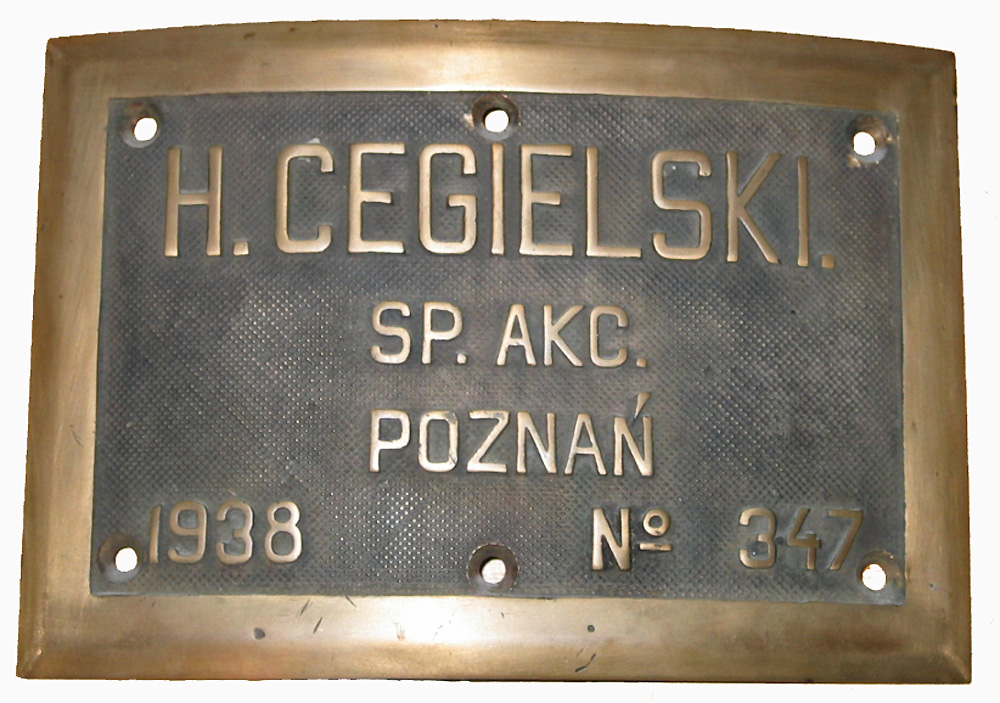 H. CEGIELSKI.
SP. AKC.
POZNAŃ
1938 Nº 347